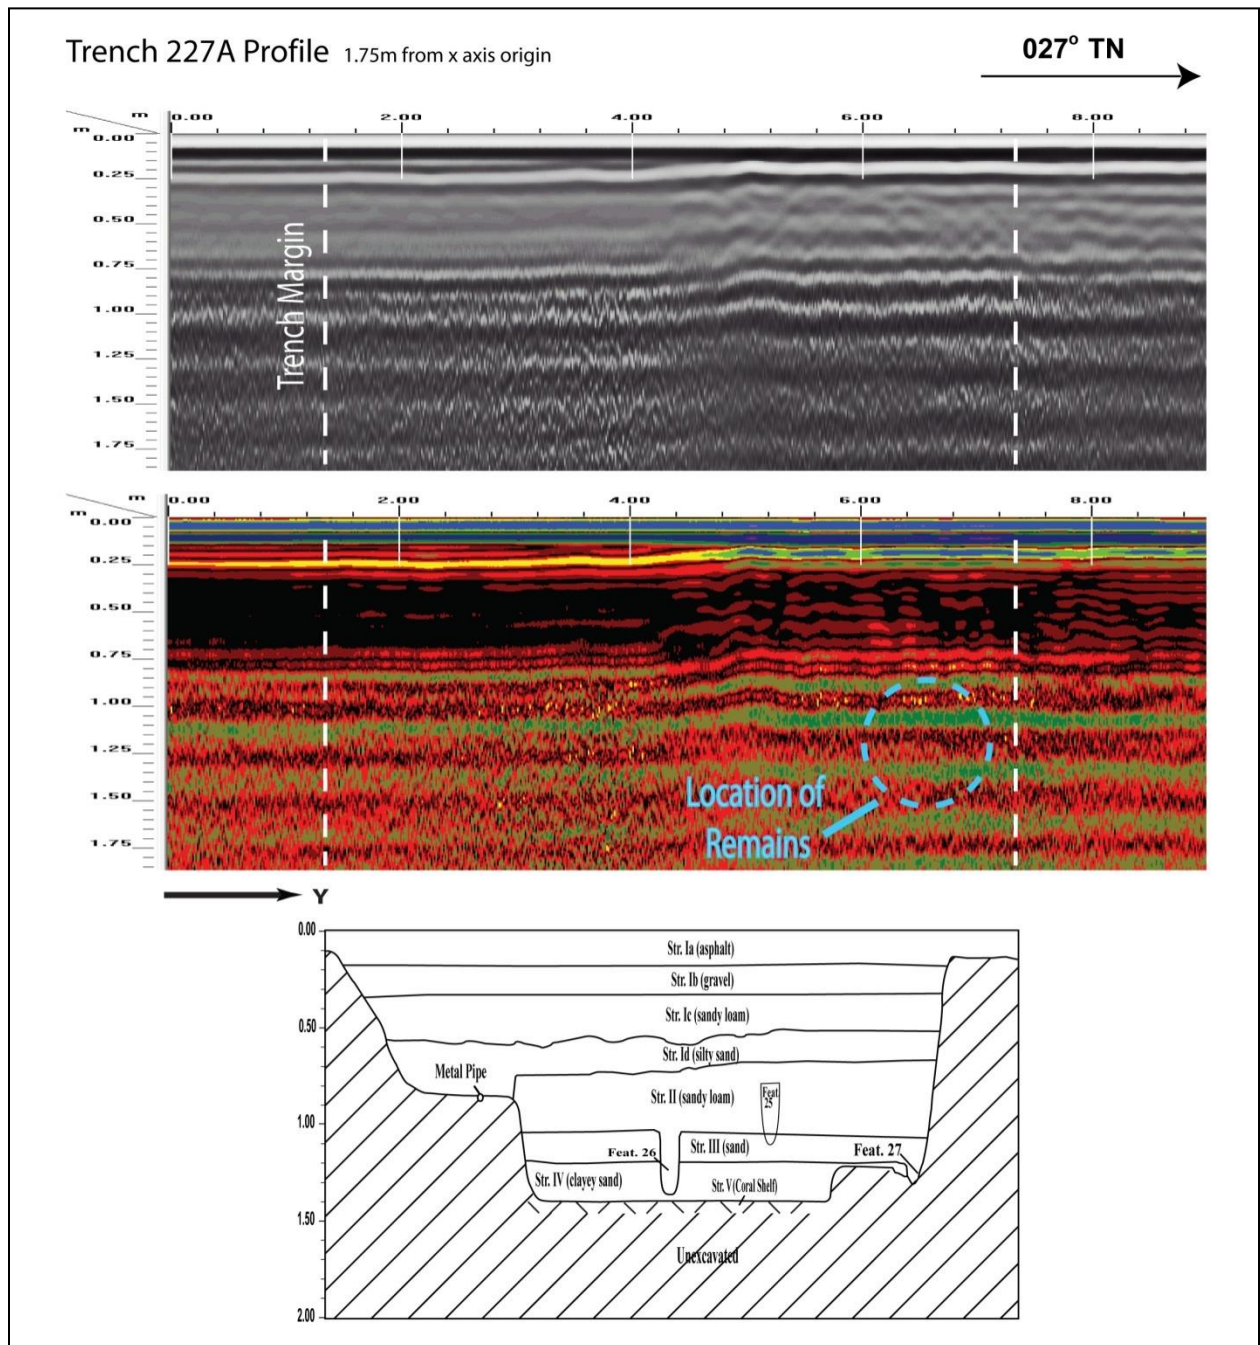 Trench 227A Profile 1.75m from x axis origin
027° TN
m 0.00 2.00 4.00 6.00 8.00
m
0.00
0.25
0.50
0.75
1.00
1.25
1.50
1.75
Trench Margin
m 0.00 2.00 4.00 6.00 8.00
m
0.00
0.25
0.50
0.75
1.00
1.25
1.50
1.75
Location of
Remains
Y
0.00
Str. Ia (asphalt)
Str. Ib (gravel)
Str. Ic (sandy loam)
0.50
Str. Id (silty sand)
Metal Pipe
Str. II (sandy loam)
Feat.
25
1.00
Str. III (sand)
Feat. 26
Feat. 27
Str. IV (clayey sand)
Str. V (Coral Shelf)
1.50
Unexcavated
2.00